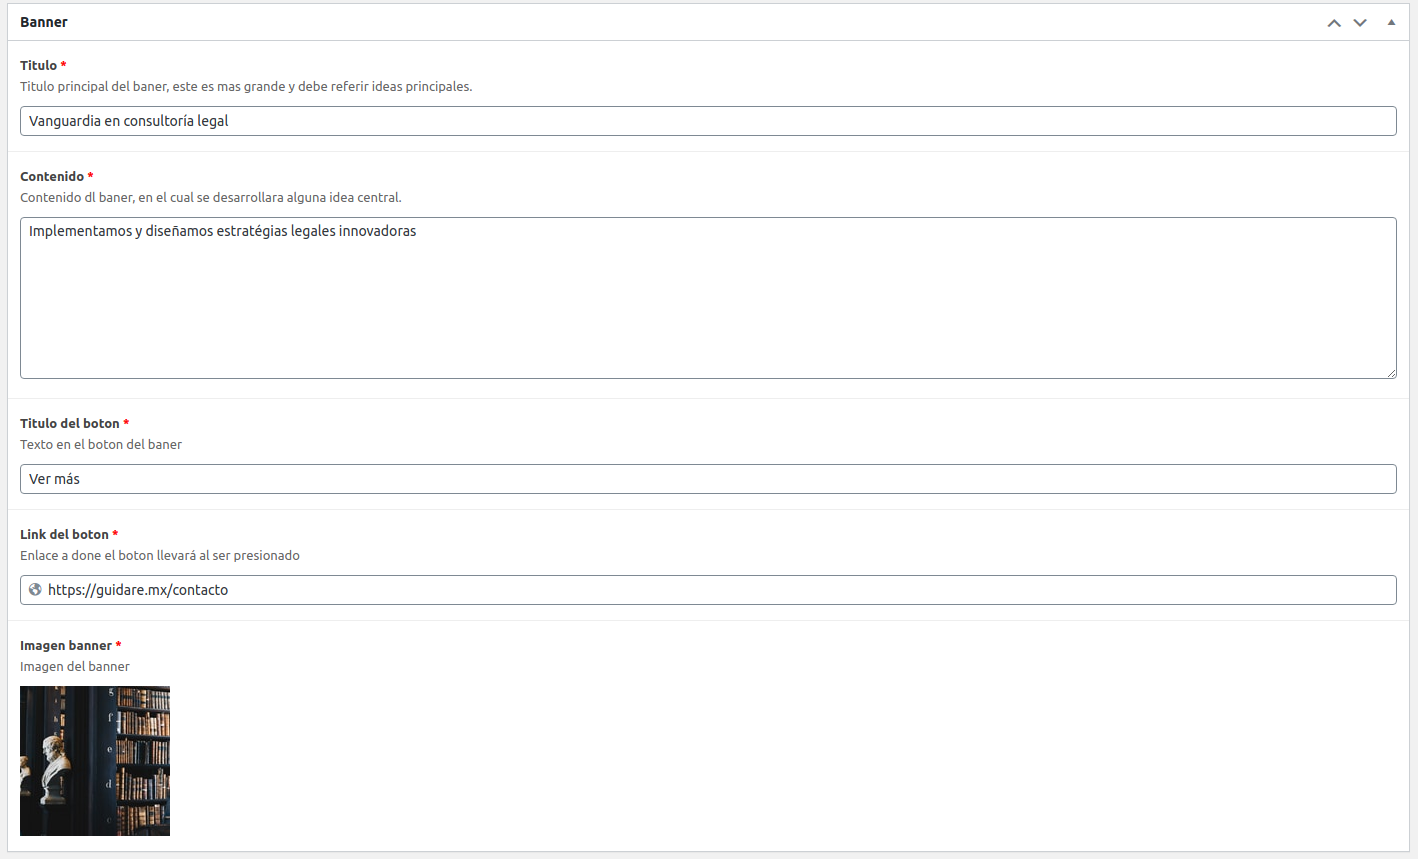 Banner
Titulo *
Titulo principal del baner, este es mas grande y debe referir ideas principales.
Vanguardia en consultoría legal
Contenido *
Contenido dl baner, en el cual se desarrollara alguna idea central.
Implementamos y diseñamos estratégias legales innovadoras
Titulo del boton *
Texto en el boton del baner
Ver más
Link del boton *
Enlace a done el boton llevará al ser presionado
https://guidare.mx/contacto
Imagen banner *
Imagen del banner
g
f
e
d
c